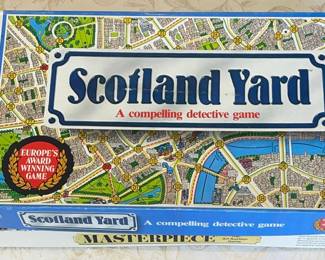 Scotland Yard
A compelling detective game
EUROPE'S
AWARD
WINNING
GAME
Scotland Yard
A compelling detective game
MASTERPIECE